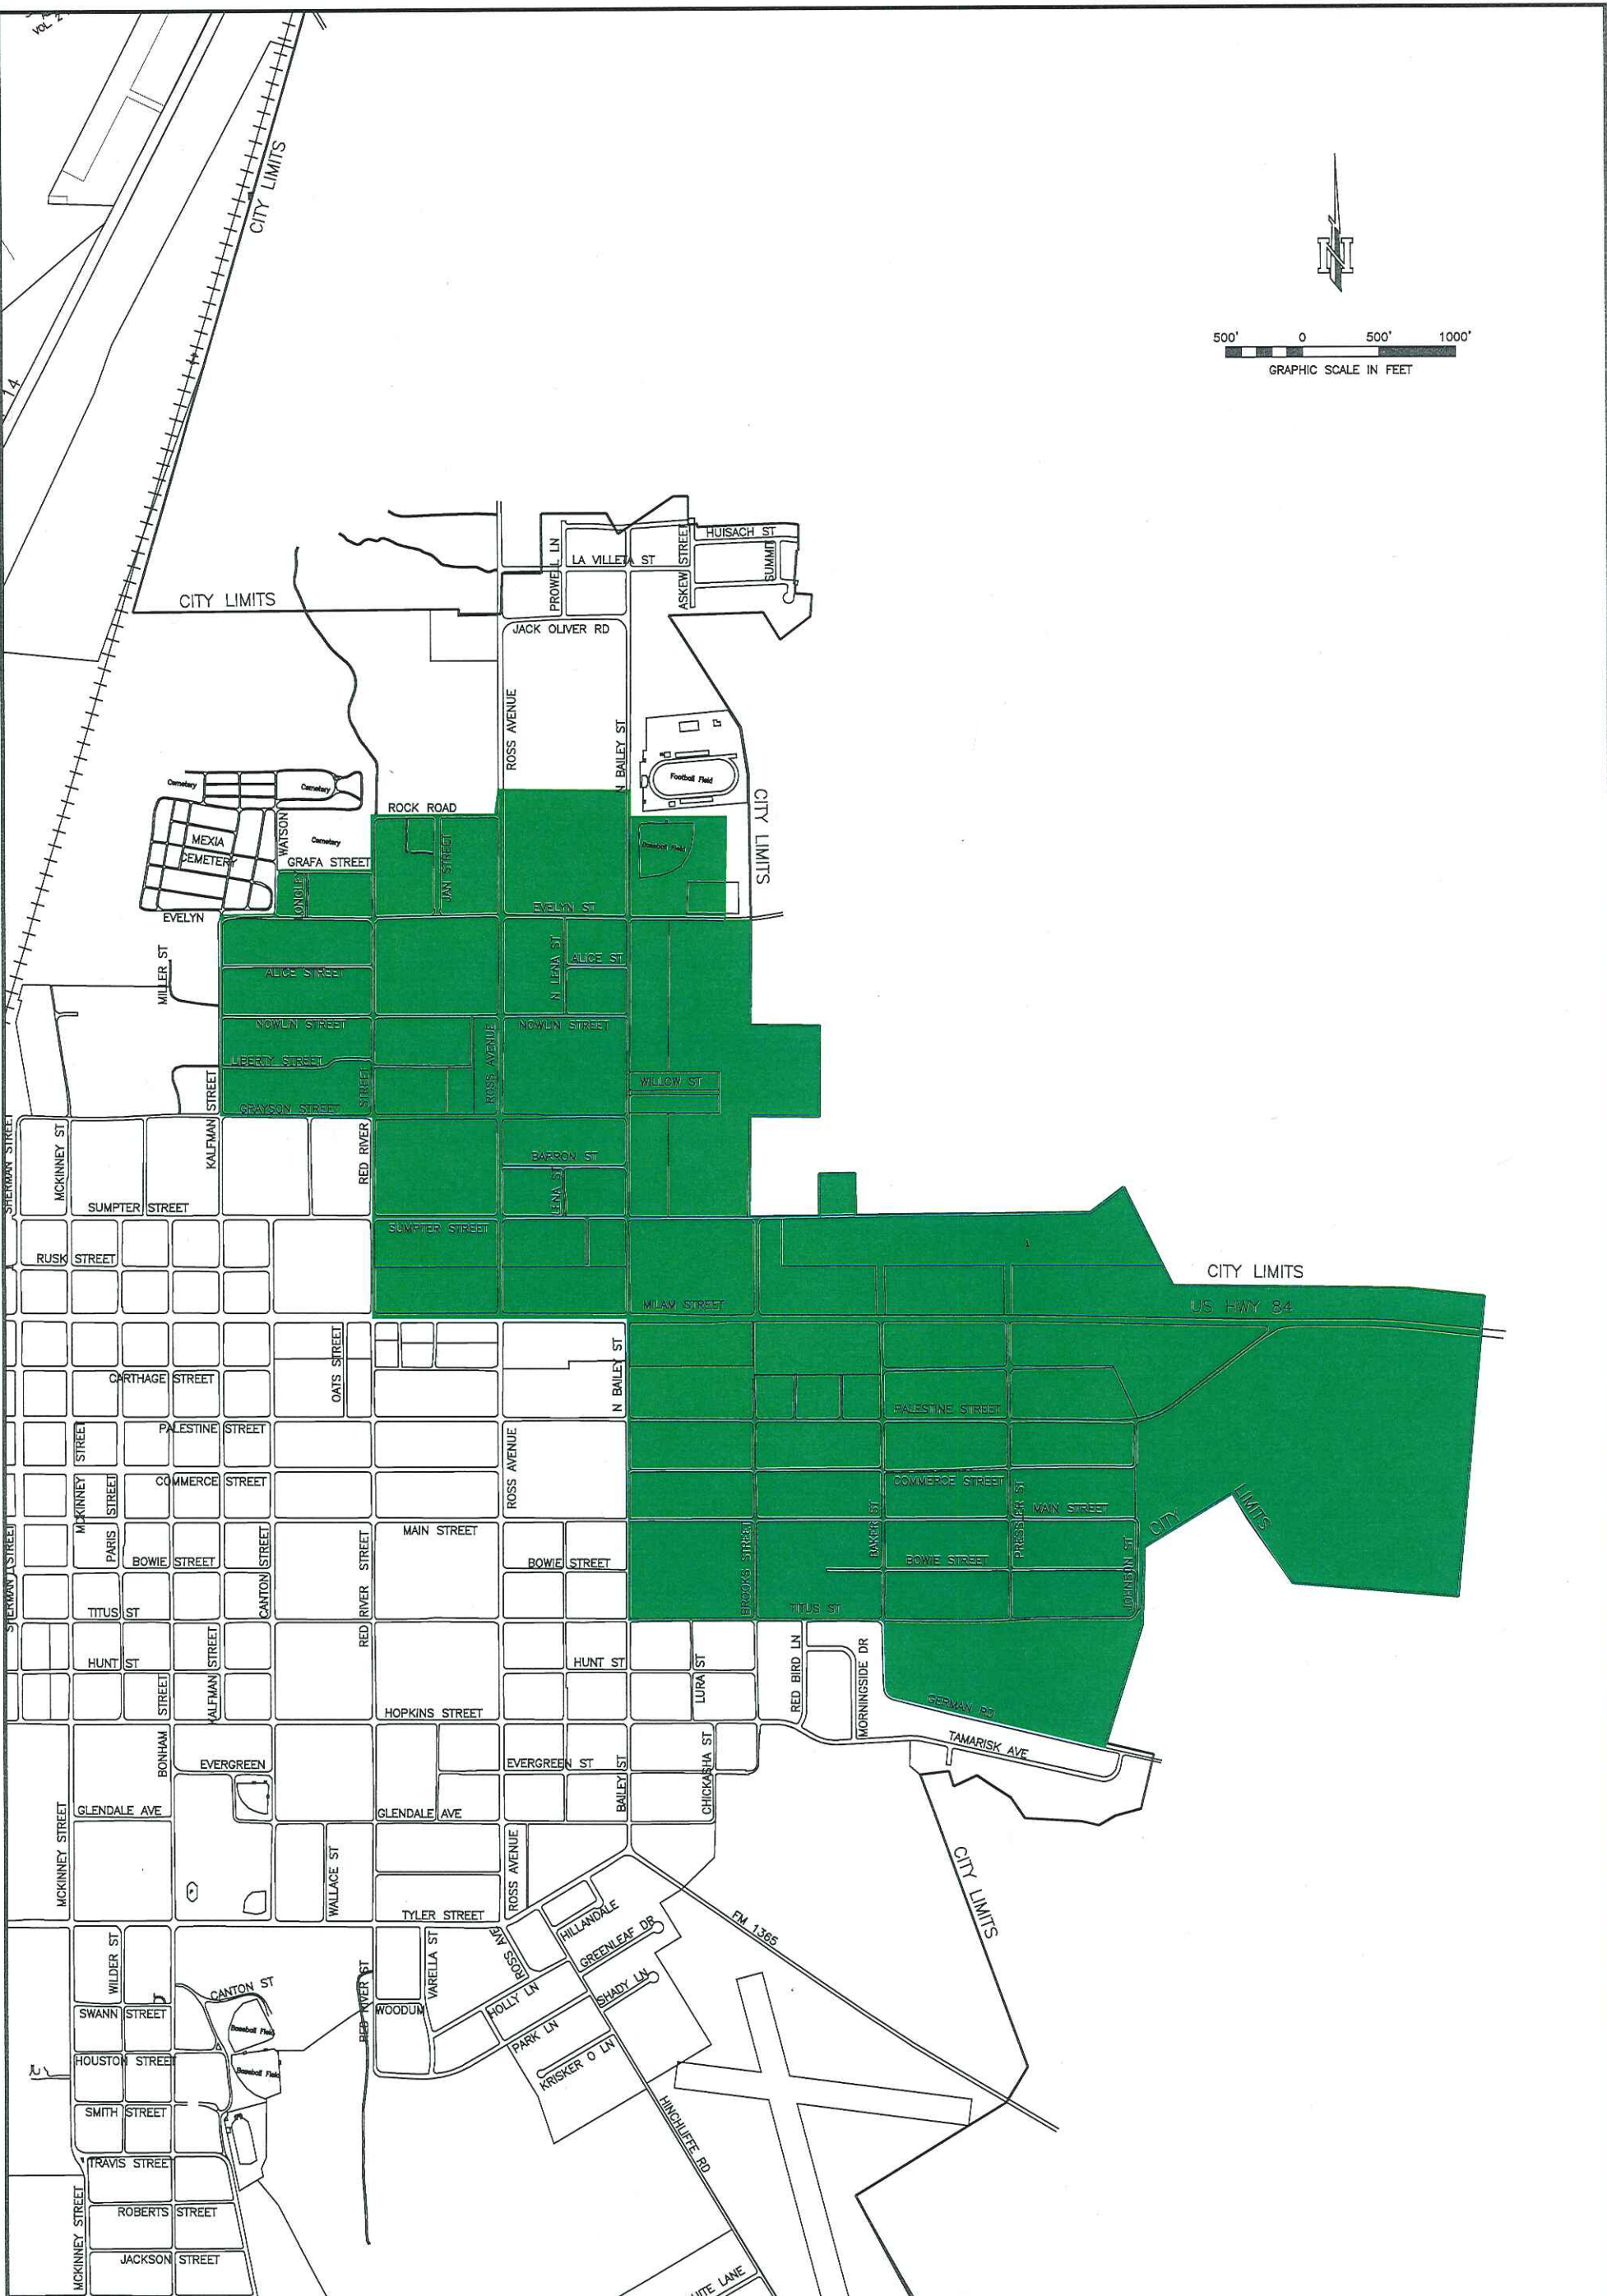 VOL 2
CITY LIMITS
500' 0 500' 1000'
GRAPHIC SCALE IN FEET
14
HUISACH ST
LA VILLETA ST
PROWELL LN
ASKEW STREET
SUMMIT
CITY LIMITS
JACK OLIVER RD
ROSS AVENUE
N BAILEY ST
Football Field
CITY LIMITS
Cemetery
Cemetery
ROCK ROAD
WATSON
MEXIA
CEMETERY
Cemetery
GRAFA STREET
JAN STREET
Baseball Field
LONGLEY
EVELYN
EVELYN ST
MILLER ST
ALICE STREET
N LENA ST
ALICE ST
NOWLIN STREET
NOWLIN STREET
ROSS AVENUE
LIBERTY STREET
WILLOW ST
STREET
STREET
GRAYSON STREET
SHERMAN STREET
MCKINNEY ST
KALFMAN
RED RIVER
BARRON ST
LENA ST
SUMPTER STREET
SUMPTER STREET
RUSK STREET
CITY LIMITS
MILAM STREET
US HWY 84
OATS STREET
N BAILEY ST
CARTHAGE STREET
PALESTINE STREET
PALESTINE STREET
MCKINNEY STREET
ROSS AVENUE
COMMERCE STREET
COMMERCE STREET
PARIS STREET
PRESSLER ST
MAIN STREET
CITY LIMITS
MAIN STREET
SHERMAN STREET
BOWIE STREET
CANTON STREET
RED RIVER STREET
BOWIE STREET
BROOKS STREET
BAKER ST
BOWIE STREET
JOHNSON ST
TITUS ST
TITUS ST
HUNT ST
KALFMAN STREET
HUNT ST
LURA ST
RED BIRD LN
MORNINGSIDE DR
BONHAM STREET
HOPKINS STREET
GERMAN RD
TAMARISK AVE
EVERGREEN
EVERGREEN ST
BAILEY ST
CHICKASHA ST
GLENDALE AVE
GLENDALE AVE
MCKINNEY STREET
WALLACE ST
ROSS AVENUE
CITY LIMITS
TYLER STREET
HILLANDALE
FM 1365
WILDER ST
VARELLA ST
ROSS AVE
GREENLEAF DR
CANTON ST
RED RIVER ST
HOLLY LN
SHADY LN
SWANN STREET
WOODUM
Baseball Field
PARK LN
HOUSTON STREET
Baseball Field
KRISKER O LN
SMITH STREET
HINCHLIFFE RD
TRAVIS STREET
MCKINNEY STREET
ROBERTS STREET
JACKSON STREET